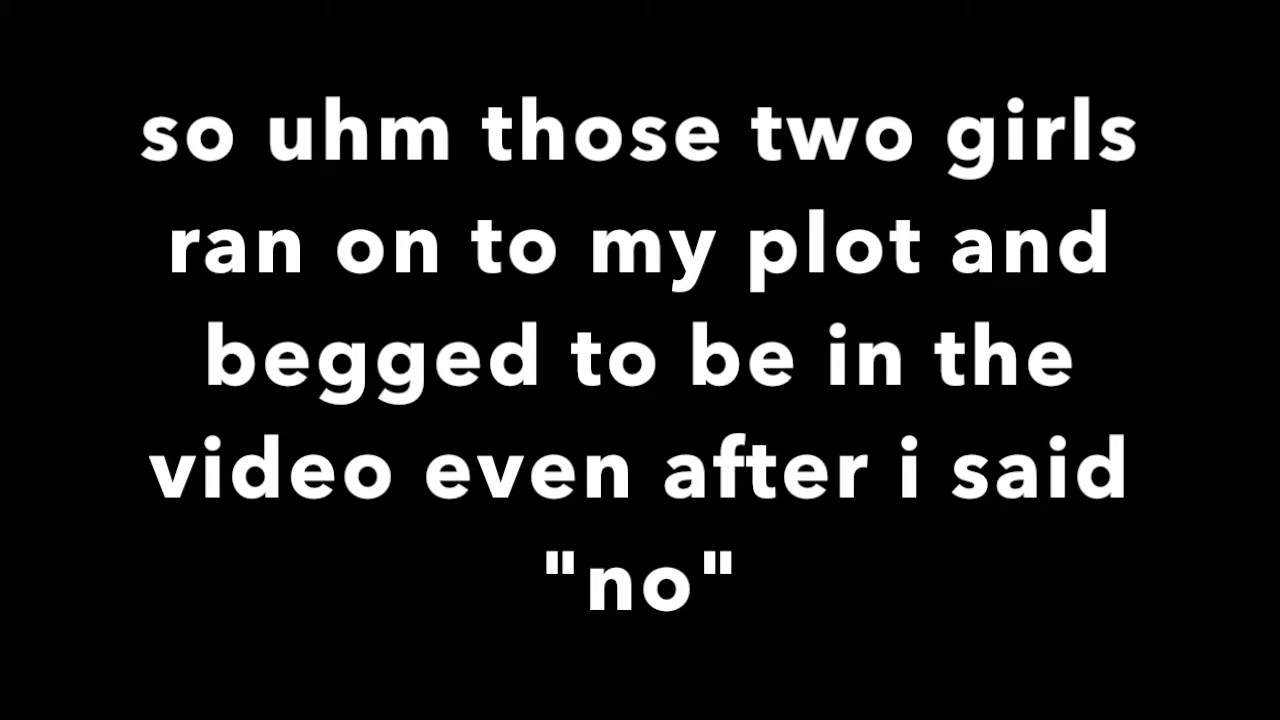 so uhm those two girls
ran on to my plot and
begged to be in the
video even after i said
"no"